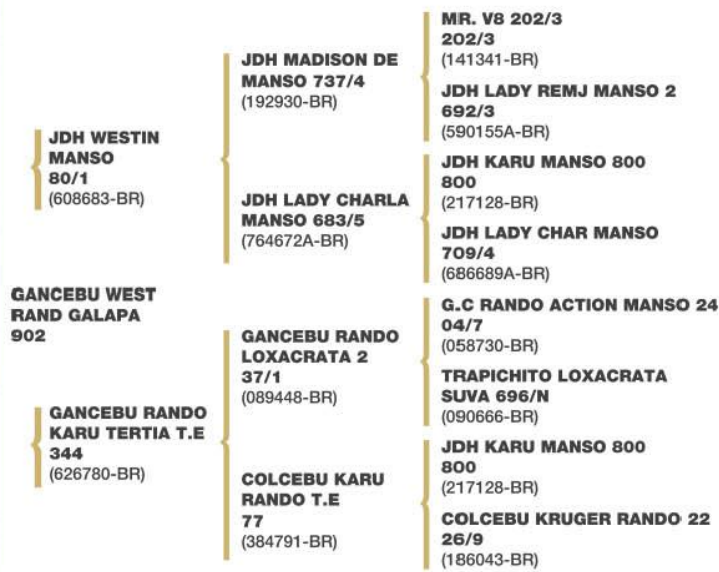 GANCEBU WEST
RAND GALAPA
902
JDH WESTIN
MANSO
80/1
(608683-BR)
GANCEBU RANDO
KARU TERTIA T.E
344
(626780-BR)
JDH MADISON DE
MANSO 737/4
(192930-BR)
JDH LADY CHARLA
MANSO 683/5
(764672A-BR)
GANCEBU RANDO
LOXACRATA 2
37/1
(089448-BR)
COLCEBU KARU
RANDO T.E
77
(384791-BR)
MR. V8 202/3
202/3
(141341-BR)
JDH LADY REMJ MANSO 2
692/3
(590155A-BR)
JDH KARU MANSO 800
800
(217128-BR)
JDH LADY CHAR MANSO
709/4
(686689A-BR)
G.C RANDO ACTION MANSO 24
04/7
(058730-BR)
TRAPICHITO LOXACRATA
SUVA 696/N
(090666-BR)
JDH KARU MANSO 800
800
(217128-BR)
COLCEBU KRUGER RANDO 22
26/9
(186043-BR)